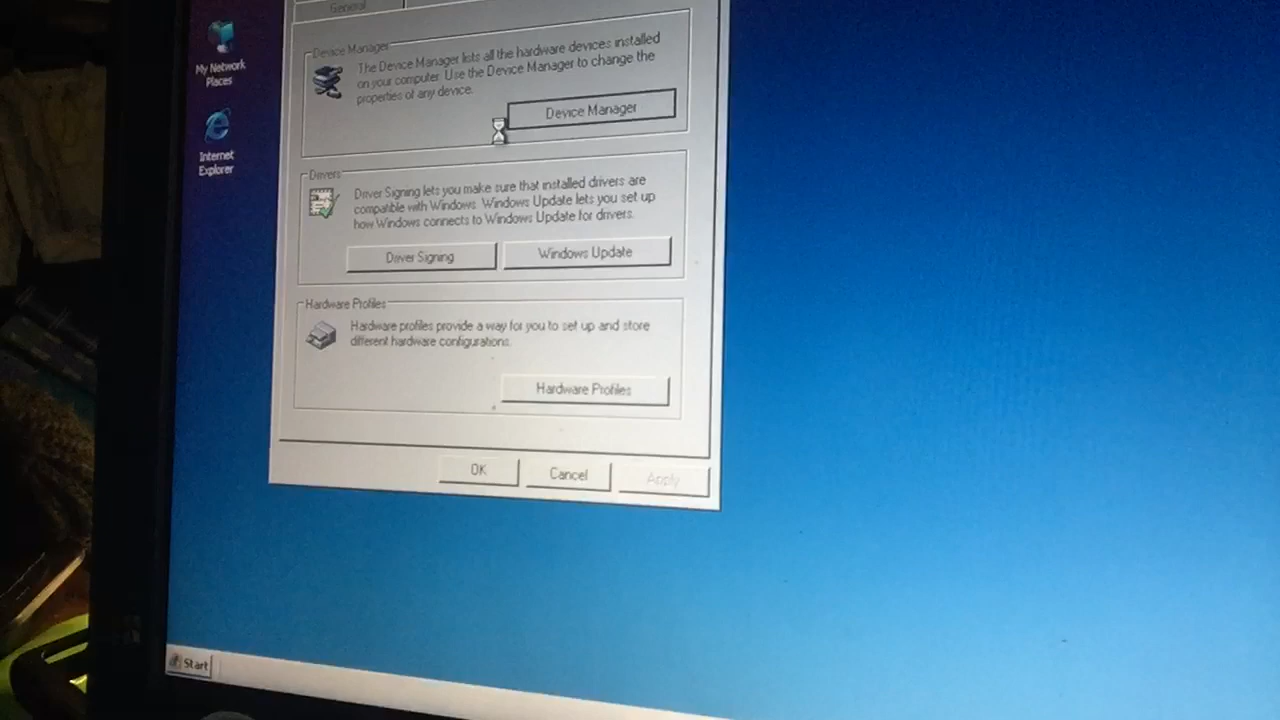 General
My Network
Places
Internet
Explorer
Device Manager
The Device Manager lists all the hardware devices installed
on your computer. Use the Device Manager to change the
properties of any device.
Device Manager
Drivers
Driver Signing lets you make sure that installed drivers are
compatible with Windows. Windows Update lets you set up
how Windows connects to Windows Update for drivers.
Driver Signing
Windows Update
Hardware Profiles
Hardware profiles provide a way for you to set up and store
different hardware configurations.
Hardware Profiles
OK
Cancel
Apply
Start